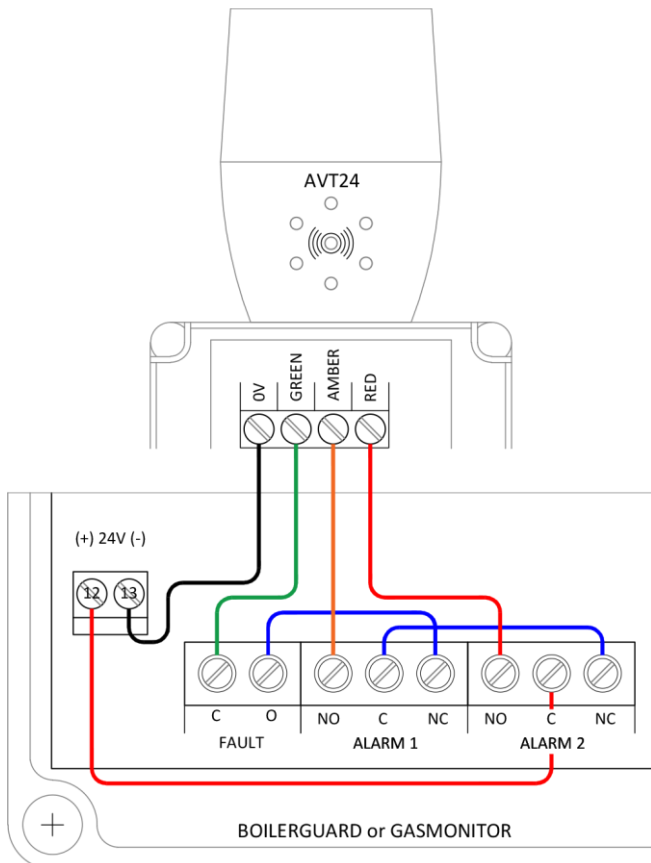 AVT24
0V
GREEN
AMBER
RED
(+) 24V (-)
12 13
C O NO C NC NO C NC
FAULT ALARM 1 ALARM 2
BOILERGUARD or GASMONITOR